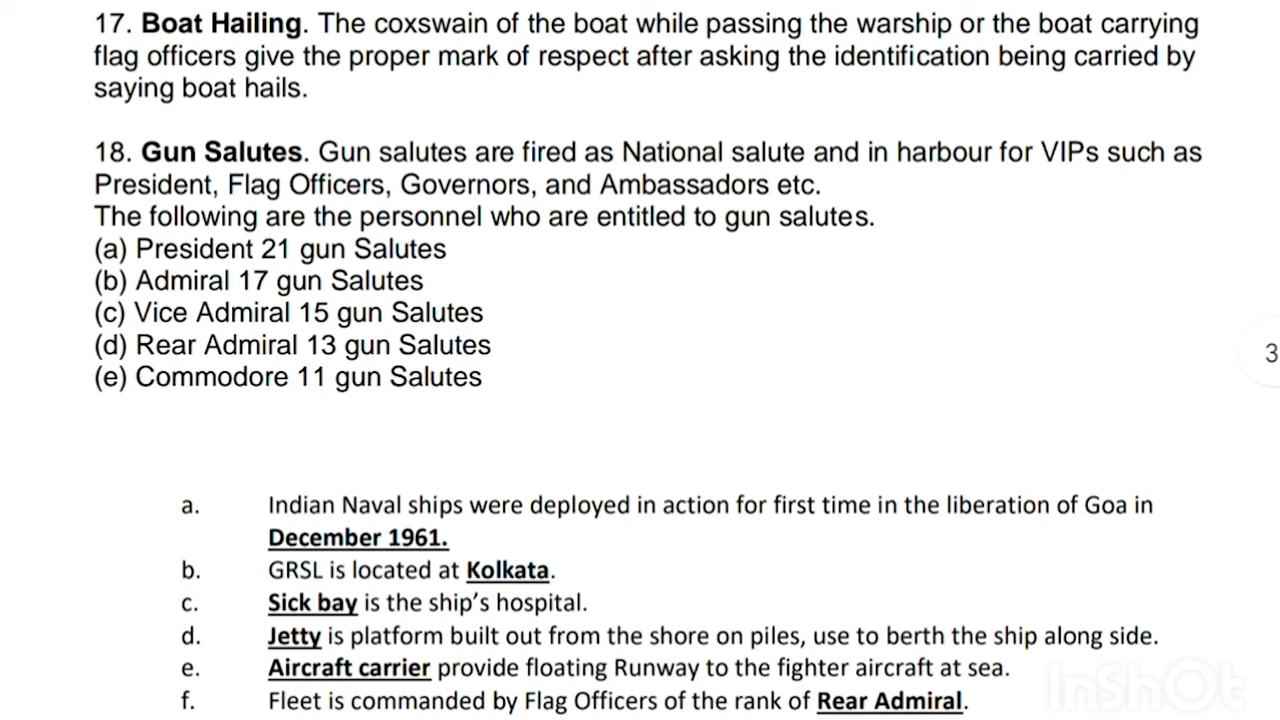 17. Boat Hailing. The coxswain of the boat while passing the warship or the boat carrying
flag officers give the proper mark of respect after asking the identification being carried by
saying boat hails.
18. Gun Salutes. Gun salutes are fired as National salute and in harbour for VIPs such as
President, Flag Officers, Governors, and Ambassadors etc.
The following are the personnel who are entitled to gun salutes.
(a) President 21 gun Salutes
(b) Admiral 17 gun Salutes
(c) Vice Admiral 15 gun Salutes
(d) Rear Admiral 13 gun Salutes
(e) Commodore 11 gun Salutes
3
a. Indian Naval ships were deployed in action for first time in the liberation of Goa in
December 1961.
b. GRSL is located at Kolkata.
c. Sick bay is the ship's hospital.
d. Jetty is platform built out from the shore on piles, use to berth the ship along side.
e. Aircraft carrier provide floating Runway to the fighter aircraft at sea.
f. Fleet is commanded by Flag Officers of the rank of Rear Admiral.
InShOt